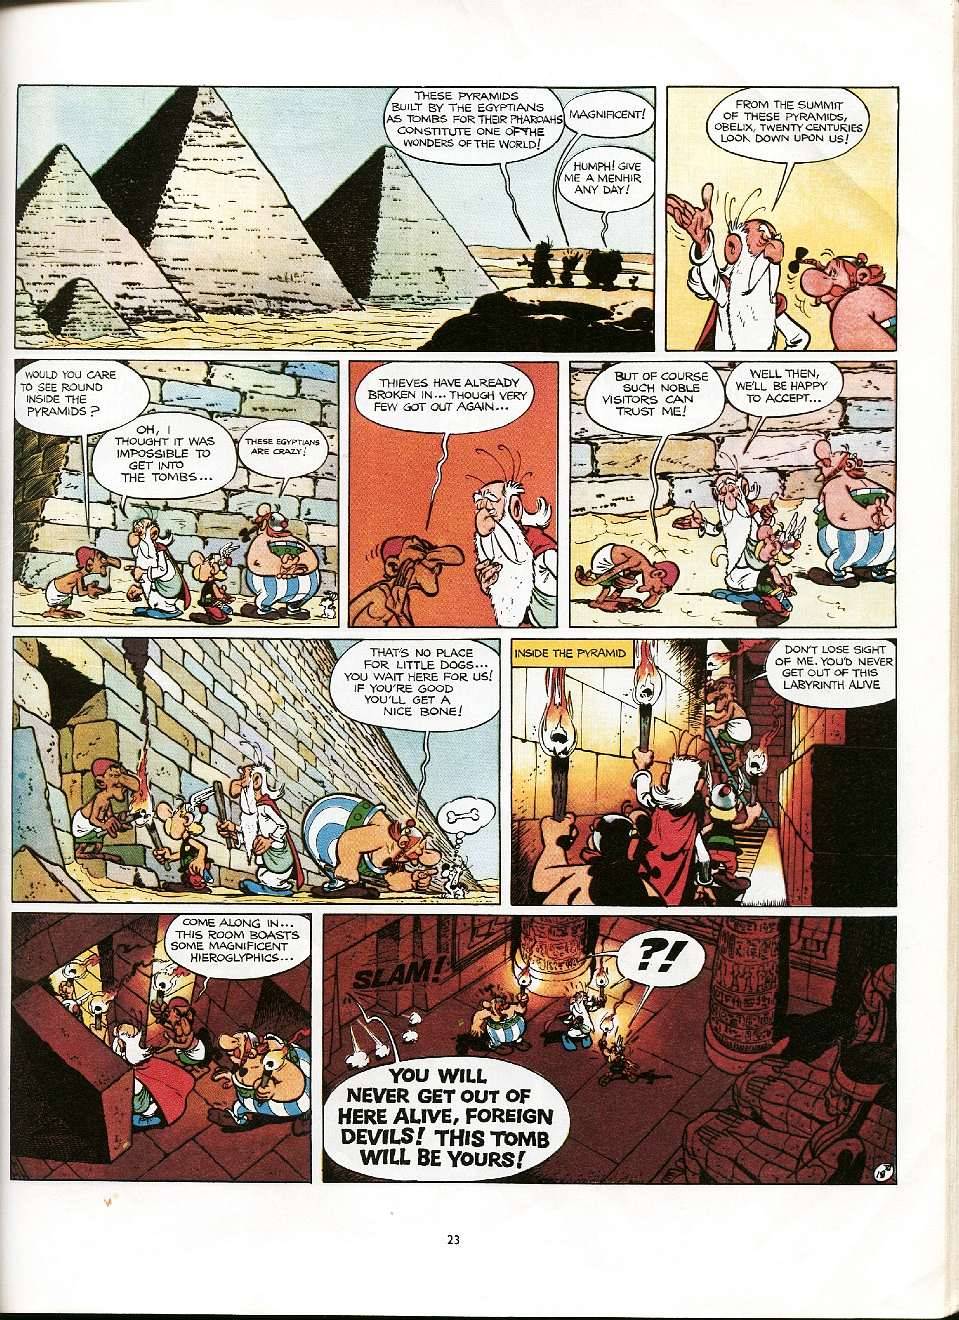 THESE PYRAMIDS
BUILT BY THE EGYPTIANS
AS TOMBS FOR THEIR PHAROAHS
CONSTITUTE ONE OF THE
WONDERS OF THE WORLD!
MAGNIFICENT!
HUMPH! GIVE
ME A MENHIR
ANY DAY!
FROM THE SUMMIT
OF THESE PYRAMIDS,
OBELIX, TWENTY CENTURIES
LOOK DOWN UPON US!
WOULD YOU CARE
TO SEE ROUND
INSIDE THE
PYRAMIDS?
OH, I
THOUGHT IT WAS
IMPOSSIBLE TO
GET INTO
THE TOMBS...
THESE EGYPTIANS
ARE CRAZY!
THIEVES HAVE ALREADY
BROKEN IN... THOUGH VERY
FEW GOT OUT AGAIN...
BUT OF COURSE
SUCH NOBLE
VISITORS CAN
TRUST ME!
WELL THEN,
WE'LL BE HAPPY
TO ACCEPT...
THAT'S NO PLACE
FOR LITTLE DOGS...
YOU WAIT HERE FOR US!
IF YOU'RE GOOD
YOU'LL GET A
NICE BONE!
INSIDE THE PYRAMID
DON'T LOSE SIGHT
OF ME. YOU'D NEVER
GET OUT OF THIS
LABYRINTH ALIVE
COME ALONG IN...
THIS ROOM BOASTS
SOME MAGNIFICENT
HIEROGLYPHICS...
SLAM!
?!
YOU WILL
NEVER GET OUT OF
HERE ALIVE, FOREIGN
DEVILS! THIS TOMB
WILL BE YOURS!
23